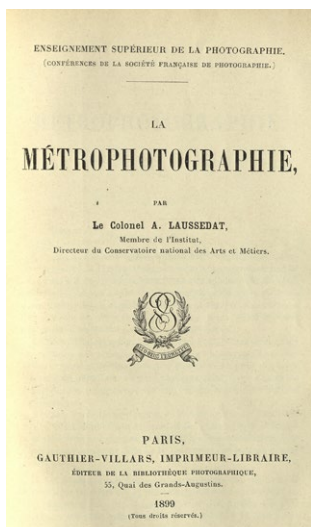 ENSEIGNEMENT SUPÉRIEUR DE LA PHOTOGRAPHIE.
(CONFÉRENCES DE LA SOCIÉTÉ FRANÇAISE DE PHOTOGRAPHIE.)
LA
MÉTROPHOTOGRAPHIE,
PAR
Le Colonel A. LAUSSEDAT,
Membre de l'Institut,
Directeur du Conservatoire national des Arts et Métiers.
PARIS,
GAUTHIER-VILLARS, IMPRIMEUR-LIBRAIRE,
ÉDITEUR DE LA BIBLIOTHÈQUE PHOTOGRAPHIQUE,
55, Quai des Grands-Augustins.
1899
(Tous droits réservés.)